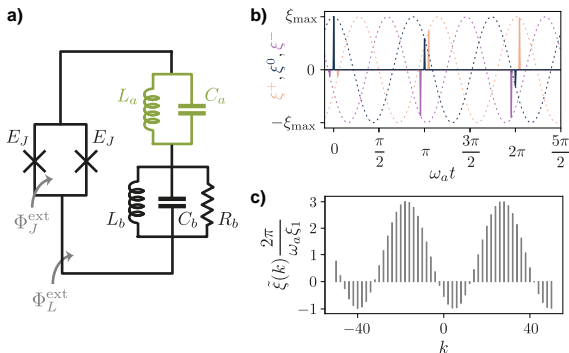 a)
L_a
C_a
E_J
E_J
Φ_J^ext
L_b
C_b
R_b
Φ_L^ext
b)
ξ_max
0
−ξ_max
ξ^+, ξ^0, ξ^−
0
π/2
π
3π/2
2π
5π/2
ω_a t
c)
3
2
1
0
−1
ξ̃(k) 2π/(ω_a ξ_1)
−40
0
40
k